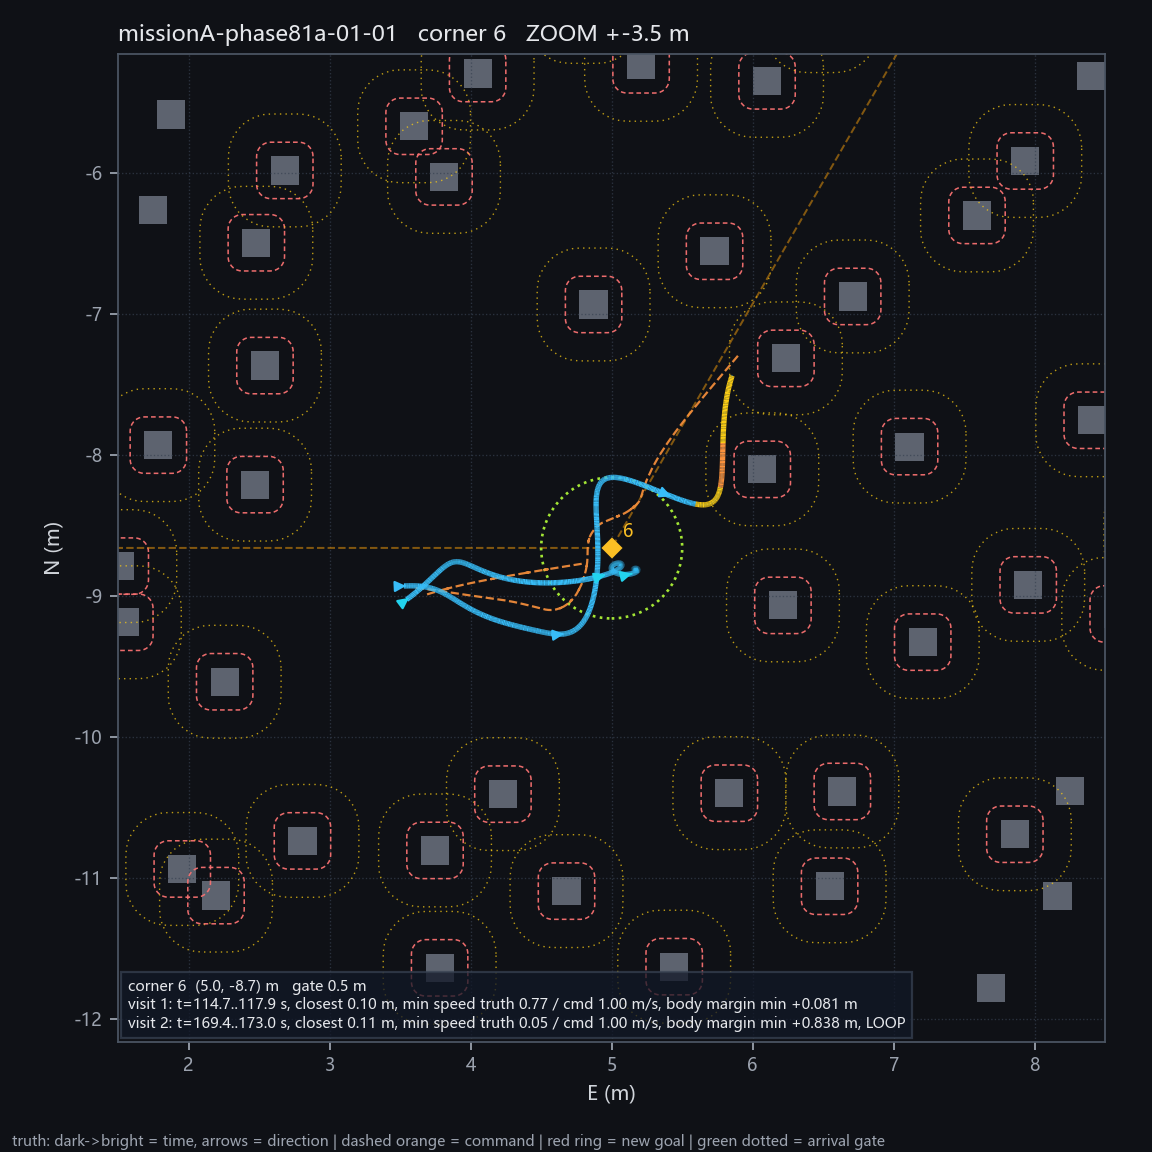 missionA-phase81a-01-01   corner 6   ZOOM +-3.5 m
-6
-7
-8
-9
-10
-11
-12
N (m)
6
corner 6  (5.0, -8.7) m   gate 0.5 m
visit 1: t=114.7..117.9 s, closest 0.10 m, min speed truth 0.77 / cmd 1.00 m/s, body margin min +0.081 m
visit 2: t=169.4..173.0 s, closest 0.11 m, min speed truth 0.05 / cmd 1.00 m/s, body margin min +0.838 m, LOOP
2 3 4 5 6 7 8
E (m)
truth: dark->bright = time, arrows = direction | dashed orange = command | red ring = new goal | green dotted = arrival gate